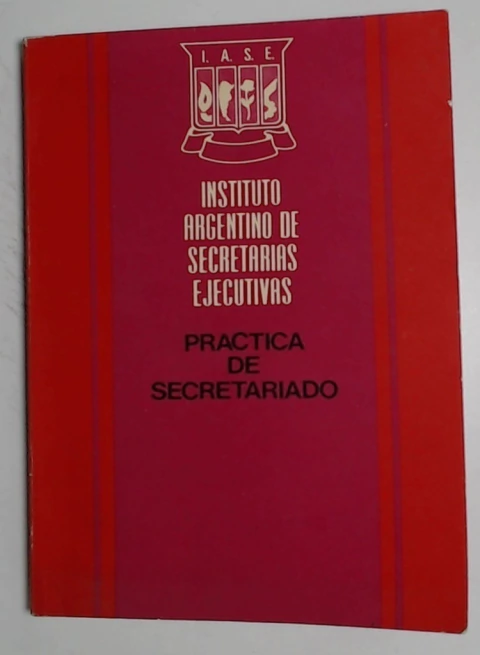 I. A. S. E.
INSTITUTO
ARGENTINO DE
SECRETARIAS
EJECUTIVAS
PRACTICA
DE
SECRETARIADO